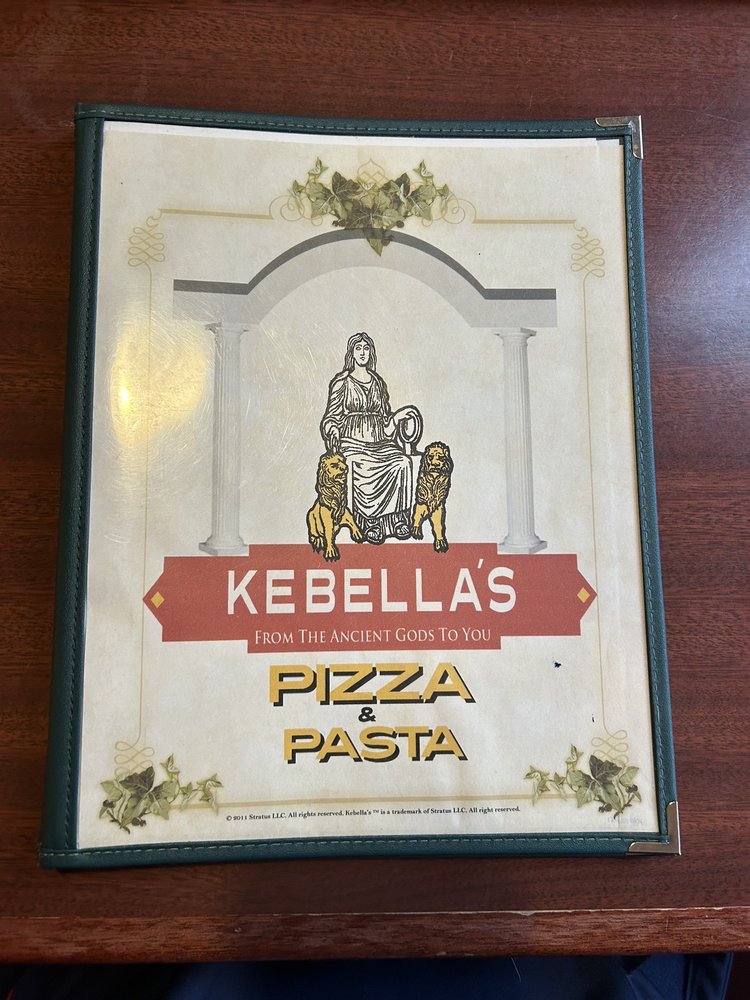 KEBELLA'S
FROM THE ANCIENT GODS TO YOU
PIZZA
&
PASTA
© 2011 Stratus LLC. All rights reserved. Kebella's ™ is a trademark of Stratus LLC. All right reserved.